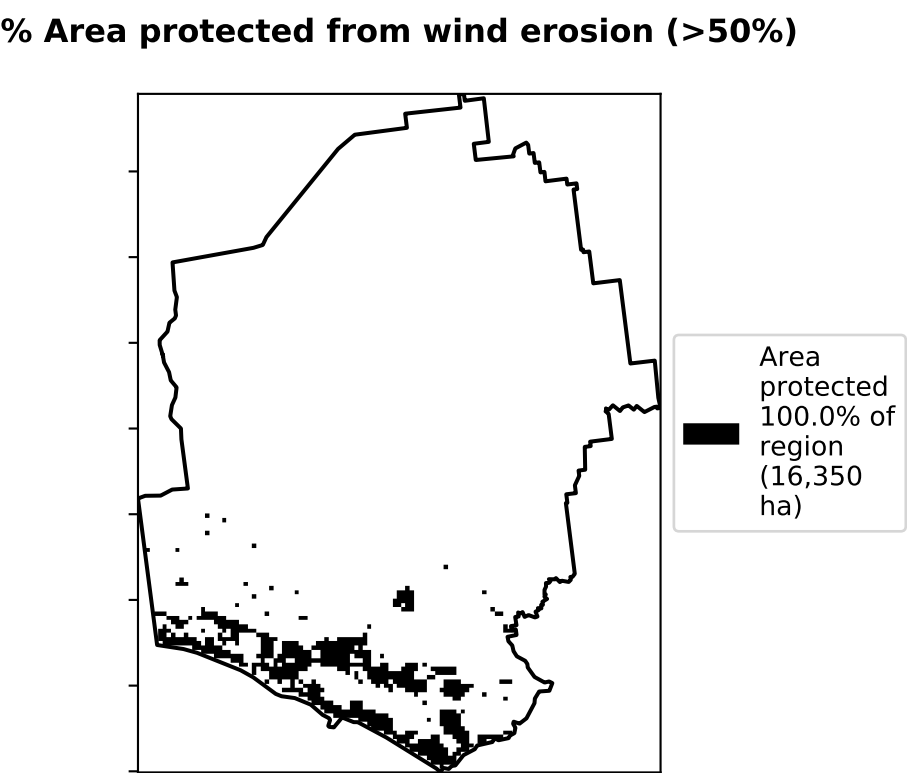 % Area protected from wind erosion (>50%)
Area
protected
100.0% of
region
(16,350
ha)